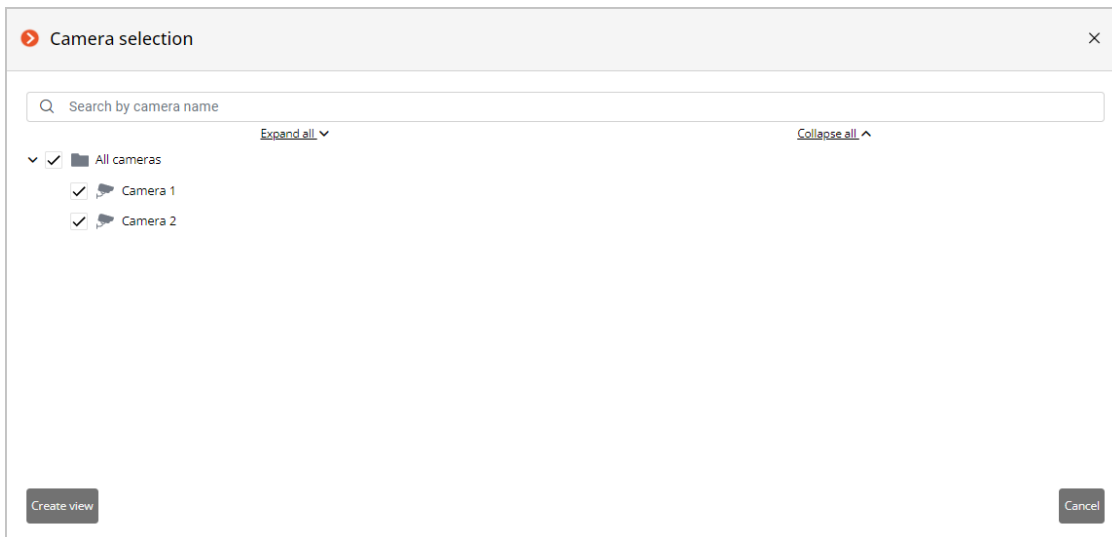 Camera selection
Search by camera name
Expand all Collapse all
All cameras
Camera 1
Camera 2
Create view Cancel